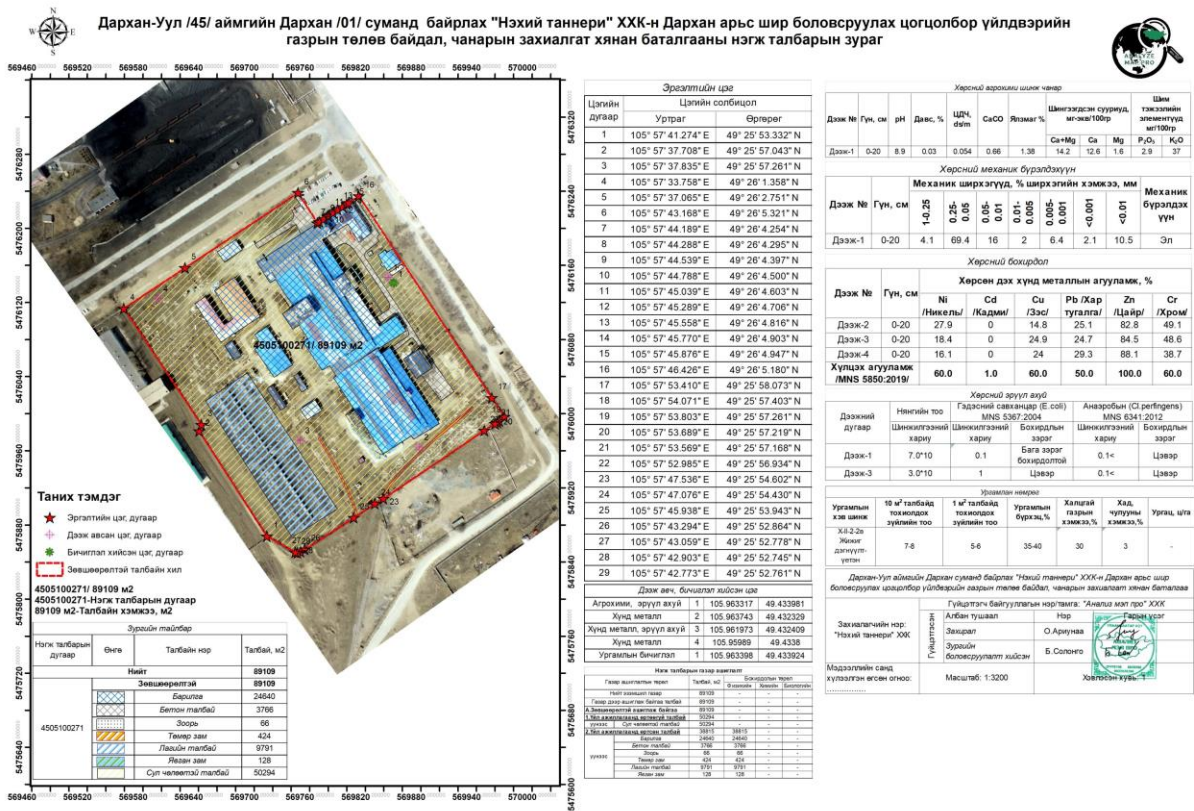 Дархан-Уул /45/ аймгийн Дархан /01/ суманд байрлах "Нэхий таннери" ХХК-н Дархан арьс шир боловсруулах цогцолбор үйлдвэрийн
газрын төлөв байдал, чанарын захиалгат хянан баталгааны нэгж талбарын зураг
569460 569520 569580 569640 569700 569760 569820 569880 569940 570000
4505100271/ 89109 м2
Таних тэмдэг
Эргэлтийн цэг, дугаар
Дээж авсан цэг, дугаар
Бичиглэл хийсэн цэг, дугаар
Зөвшөөрөлтэй талбайн хил
4505100271/ 89109 м2
4505100271-Нэгж талбарын дугаар
89109 м2-Талбайн хэмжээ, м2
Зургийн тайлбар
Нэгж талбарын дугаар Өнгө Талбайн нэр Талбай, м2
Нийт 89109
Зөвшөөрөлтэй 89109
4505100271
Барилга 24640
Бетон талбай 3766
Зоорь 66
Төмөр зам 424
Лагийн талбай 9791
Явган зам 128
Сул чөлөөтэй талбай 50294
569460 569520 569580 569640 569700 569760 569820 569880 569940 570000
Эргэлтийн цэг
Цэгийн дугаар Цэгийн солбицол
Уртраг Өргөрөг
1 105° 57' 41.274" E 49° 25' 53.332" N
2 105° 57' 37.708" E 49° 25' 57.043" N
3 105° 57' 37.835" E 49° 25' 57.261" N
4 105° 57' 33.758" E 49° 26' 1.358" N
5 105° 57' 37.065" E 49° 26' 2.751" N
6 105° 57' 43.168" E 49° 26' 5.321" N
7 105° 57' 44.189" E 49° 26' 4.254" N
8 105° 57' 44.288" E 49° 26' 4.295" N
9 105° 57' 44.539" E 49° 26' 4.397" N
10 105° 57' 44.788" E 49° 26' 4.500" N
11 105° 57' 45.039" E 49° 26' 4.603" N
12 105° 57' 45.289" E 49° 26' 4.706" N
13 105° 57' 45.558" E 49° 26' 4.816" N
14 105° 57' 45.770" E 49° 26' 4.903" N
15 105° 57' 45.876" E 49° 26' 4.947" N
16 105° 57' 46.426" E 49° 26' 5.180" N
17 105° 57' 53.410" E 49° 25' 58.073" N
18 105° 57' 54.071" E 49° 25' 57.403" N
19 105° 57' 53.803" E 49° 25' 57.261" N
20 105° 57' 53.689" E 49° 25' 57.219" N
21 105° 57' 53.569" E 49° 25' 57.168" N
22 105° 57' 52.985" E 49° 25' 56.934" N
23 105° 57' 47.536" E 49° 25' 54.602" N
24 105° 57' 47.076" E 49° 25' 54.430" N
25 105° 57' 45.938" E 49° 25' 53.943" N
26 105° 57' 43.294" E 49° 25' 52.864" N
27 105° 57' 43.059" E 49° 25' 52.778" N
28 105° 57' 42.903" E 49° 25' 52.745" N
29 105° 57' 42.773" E 49° 25' 52.761" N
Дээж авч, бичиглэл хийсэн цэг
Агрохими, эрүүл ахуй 1 105.963317 49.433981
Хүнд металл 2 105.963743 49.432329
Хүнд металл, эрүүл ахуй 3 105.961973 49.432409
Хүнд металл 4 105.95989 49.4338
Ургамлын бичиглэл 1 105.963398 49.433924
Нэгж талбарын газар ашиглалт
Хөрсний агрохими шинж чанар
Дээж № Гүн, см pH Давс, % ЦДЧ, ds/m CaCO Ялзмаг % Шингээгдсэн суурiуд, мг-экв/100гр Шим тэжээлийн элементүүд мг/100гр
Ca+Mg Ca Mg P₂O₅ K₂O
Дээж-1 0-20 8.9 0.03 0.054 0.66 1.38 14.2 12.6 1.6 2.9 37
Хөрсний механик бүрэлдэхүүн
Дээж № Гүн, см Механик ширхэгүүд, % ширхэгийн хэмжээ, мм Механик бүрэлдэхүүн
1-0.25 0.25-0.05 0.05-0.01 0.01-0.005 0.005-0.001 <0.001 <0.01
Дээж-1 0-20 4.1 69.4 16 2 6.4 2.1 10.5 Эл
Хөрсний бохирдол
Дээж № Гүн, см Хөрсөн дэх хүнд металлын агууламж, %
Ni /Никель/ Cd /Кадми/ Cu /Зэс/ Pb /Хар тугалга/ Zn /Цайр/ Cr /Хром/
Дээж-2 0-20 27.9 0 14.8 25.1 82.8 49.1
Дээж-3 0-20 18.4 0 24.9 24.7 84.5 48.6
Дээж-4 0-20 16.1 0 24 29.3 88.1 38.7
Хүлцэх агууламж /MNS 5850:2019/ 60.0 1.0 60.0 50.0 100.0 60.0
Хөрсний эрүүл ахуй
Дээжний дугаар Нянгийн тоо Гэдэсний савханцар (E.coli) MNS 5367:2004 Анаэробын (Cl.perfingens) MNS 6341:2012
Шинжилгээний хариу Шинжилгээний хариу Бохирдлын зэрэг Шинжилгээний хариу Бохирдлын зэрэг
Дээж-1 7.0*10 0.1 Бага зэрэг бохирдолтой 0.1< Цэвэр
Дээж-3 3.0*10 1 Цэвэр 0.1< Цэвэр
Ургамлан нөмрөг
Ургамлын хэв шинж 10 м² талбайд тохиолдох зүйлийн тоо 1 м² талбайд тохиолдох зүйлийн тоо Ургамлын бүрхэц,% Халцгай газрын хэмжээ,% Хад, чулууны хэмжээ,% Ургац, ц/га
7-8 5-6 35-40 30 3 -
Дархан-Уул аймгийн Дархан суманд байрлах "Нэхий таннери" ХХК-н Дархан арьс шир
боловсруулах цогцолбор үйлдвэрийн газрын төлөв байдал, чанарын захиалгат хянан баталгаа
Захиалагчийн нэр: "Нэхий таннери" ХХК
Гүйцэтгэсэн
Гүйцэтгэгч байгууллагын нэр/тамга: "Анализ мэп про" ХХК
Албан тушаал Нэр Гарын үсэг
Захирал О.Ариунаа
Зургийн боловсруулалт хийсэн Б.Солонго
Мэдээллийн санд хүлээлгэн өгсөн огноо:
Масштаб: 1:3200 Хэвлэсэн хувь: 1